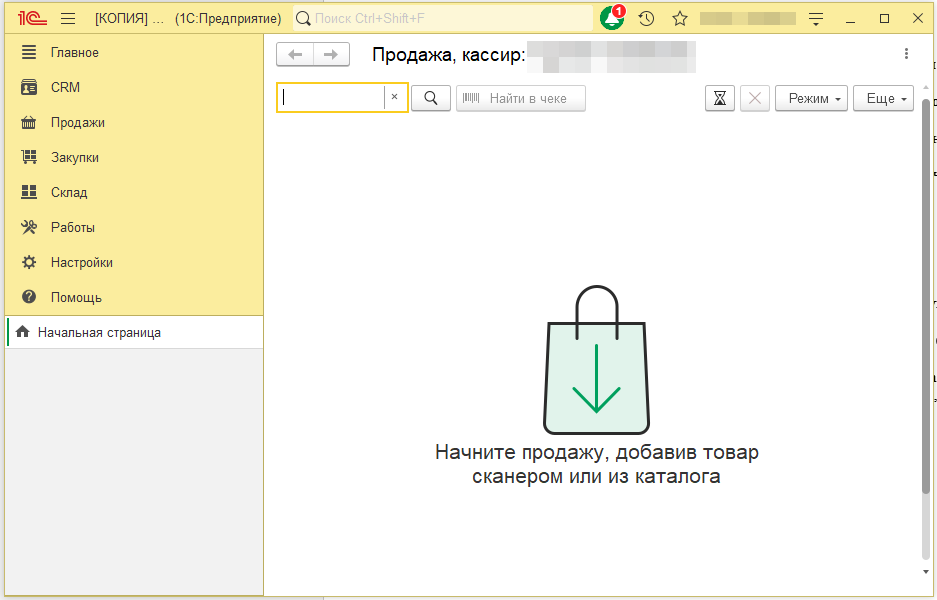 1С [КОПИЯ] ... (1С:Предприятие) Поиск Ctrl+Shift+F 1
Главное
CRM
Продажи
Закупки
Склад
Работы
Настройки
Помощь
Начальная страница
Продажа, кассир:
× Найти в чеке Режим Еще
Начните продажу, добавив товар
сканером или из каталога